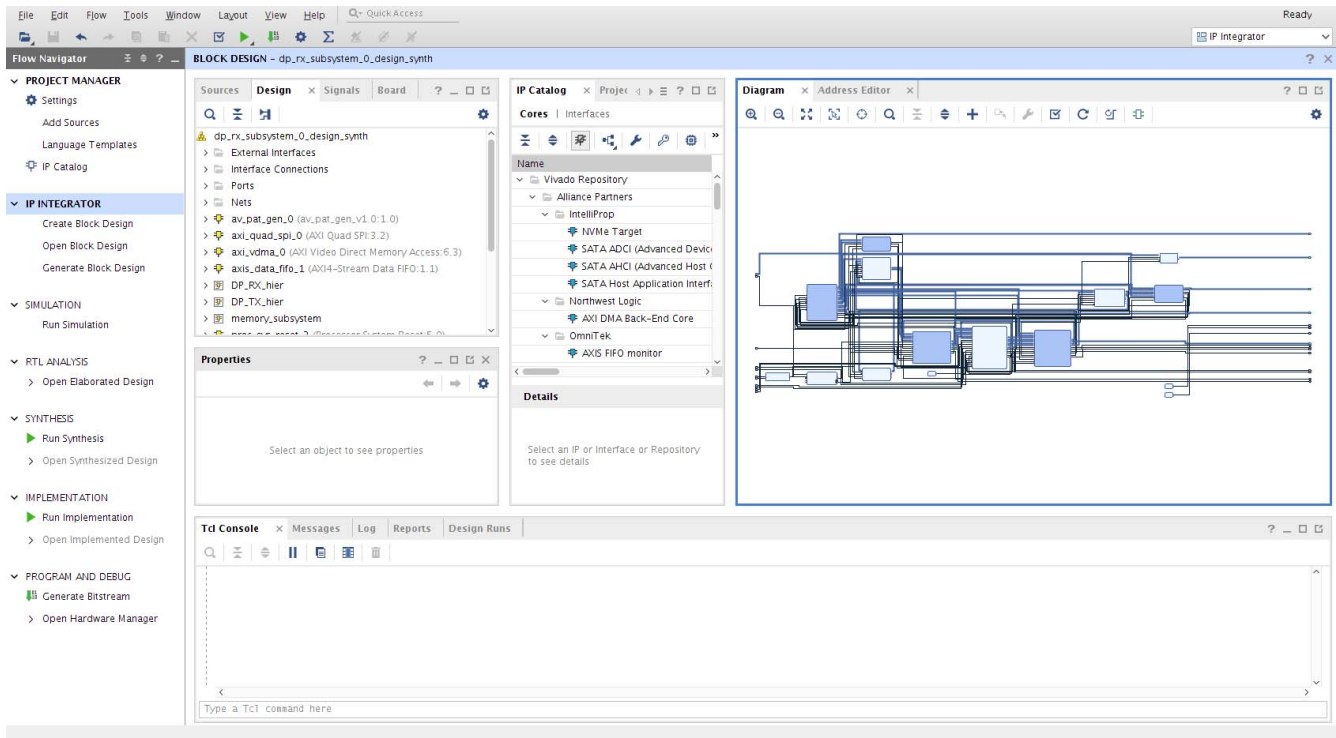 File Edit Flow Tools Window Layout View Help Quick Access Ready
IP Integrator
Flow Navigator
PROJECT MANAGER
Settings
Add Sources
Language Templates
IP Catalog
IP INTEGRATOR
Create Block Design
Open Block Design
Generate Block Design
SIMULATION
Run Simulation
RTL ANALYSIS
Open Elaborated Design
SYNTHESIS
Run Synthesis
Open Synthesized Design
IMPLEMENTATION
Run Implementation
Open Implemented Design
PROGRAM AND DEBUG
Generate Bitstream
Open Hardware Manager
BLOCK DESIGN - dp_rx_subsystem_0_design_synth
Sources Design Signals Board
dp_rx_subsystem_0_design_synth
External Interfaces
Interface Connections
Ports
Nets
av_pat_gen_0 (av_pat_gen_v1.0:1.0)
axi_quad_spi_0 (AXI Quad SPI:3.2)
axi_vdma_0 (AXI Video Direct Memory Access:6.3)
axis_data_fifo_1 (AXI4-Stream Data FIFO:1.1)
DP_RX_hier
DP_TX_hier
memory_subsystem
Properties
Select an object to see properties
IP Catalog Projec
Cores | Interfaces
Name
Vivado Repository
Alliance Partners
IntelliProp
NVMe Target
SATA ADCI (Advanced Device
SATA AHCI (Advanced Host
SATA Host Application Interf
Northwest Logic
AXI DMA Back-End Core
OmniTek
AXIS FIFO monitor
Details
Select an IP or Interface or Repository
to see details
Diagram Address Editor
Tcl Console Messages Log Reports Design Runs
Type a Tcl command here